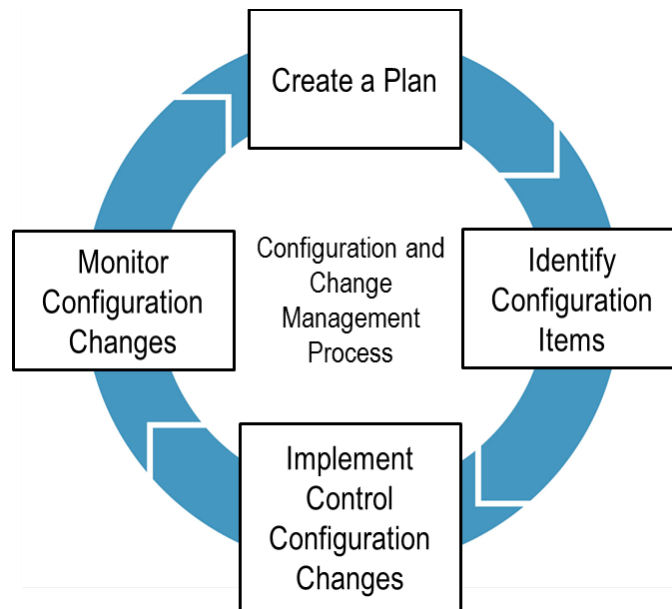 Create a Plan
Identify
Configuration
Items
Implement
Control
Configuration
Changes
Monitor
Configuration
Changes
Configuration and
Change
Management
Process